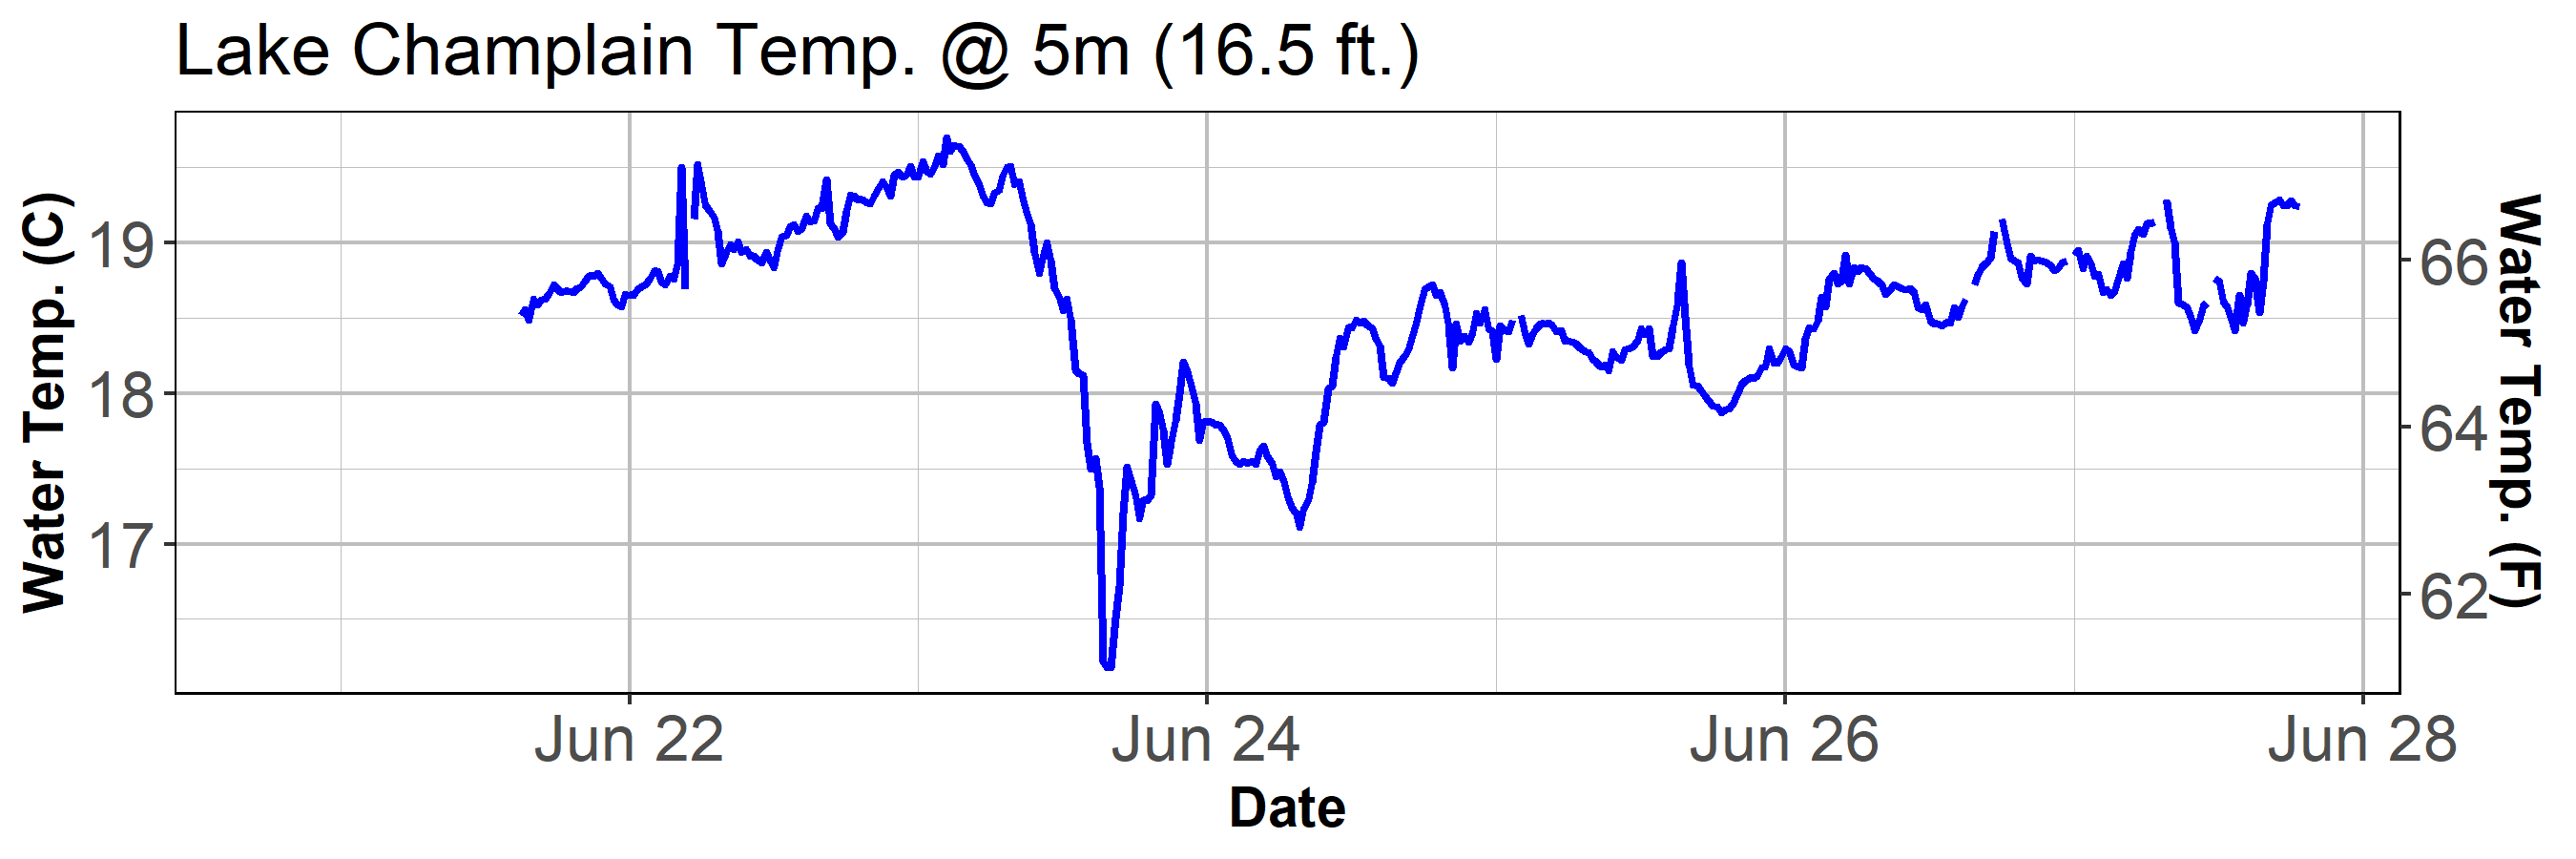 Lake Champlain Temp. @ 5m (16.5 ft.)
Water Temp. (C)
19
18
17
66
64
62
Water Temp. (F)
Jun 22 Jun 24 Jun 26 Jun 28
Date